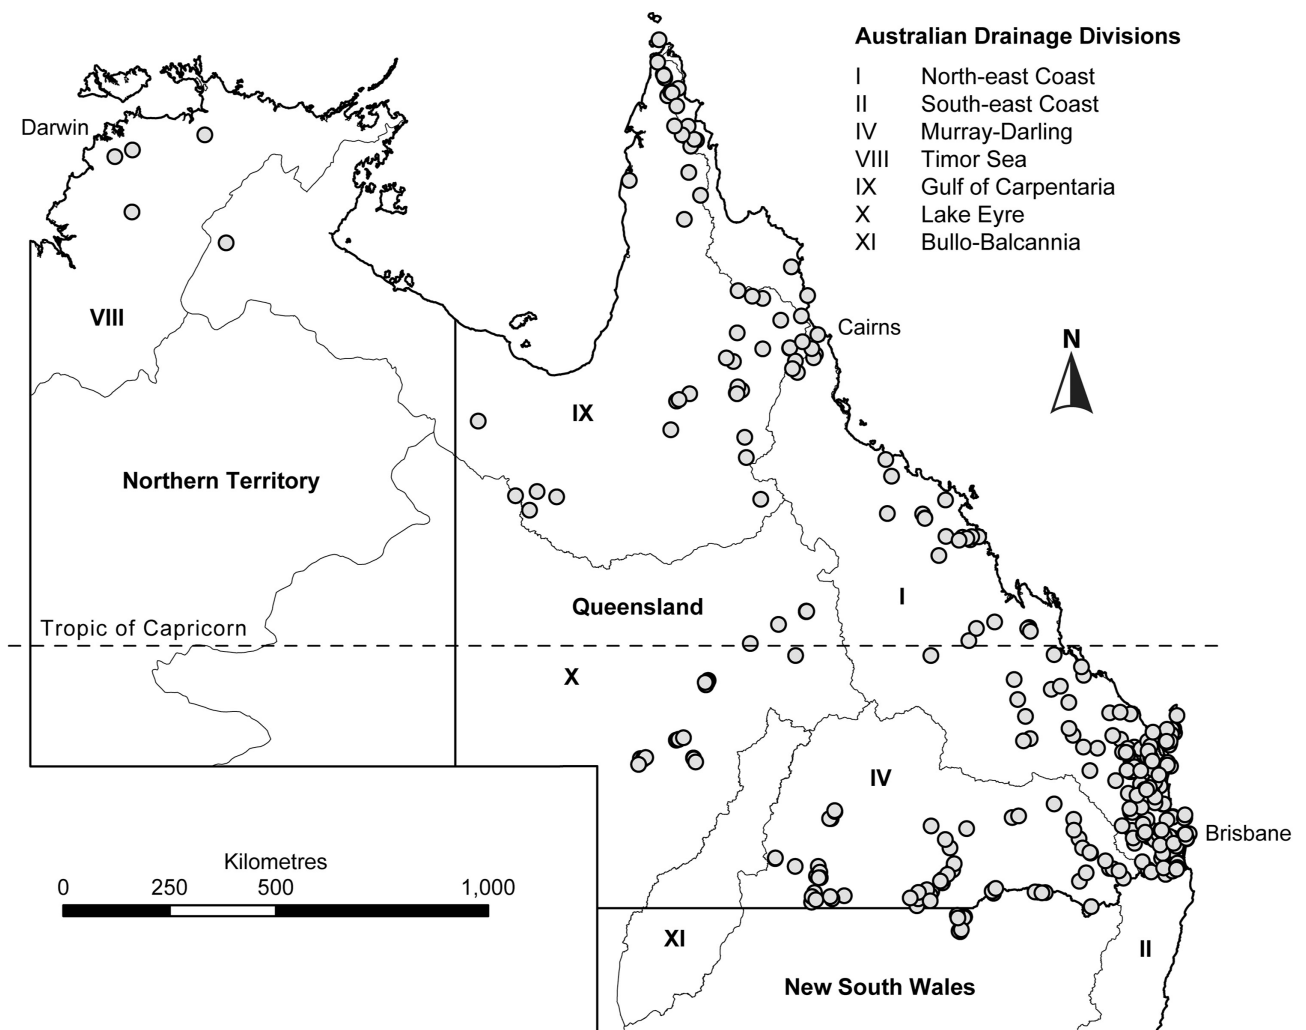 Australian Drainage Divisions
I North-east Coast
II South-east Coast
IV Murray-Darling
VIII Timor Sea
IX Gulf of Carpentaria
X Lake Eyre
XI Bullo-Balcannia
Darwin
VIII
Cairns
N
IX
Northern Territory
I
Queensland
Tropic of Capricorn
X
IV
Brisbane
Kilometres
0 250 500 1,000
XI
II
New South Wales